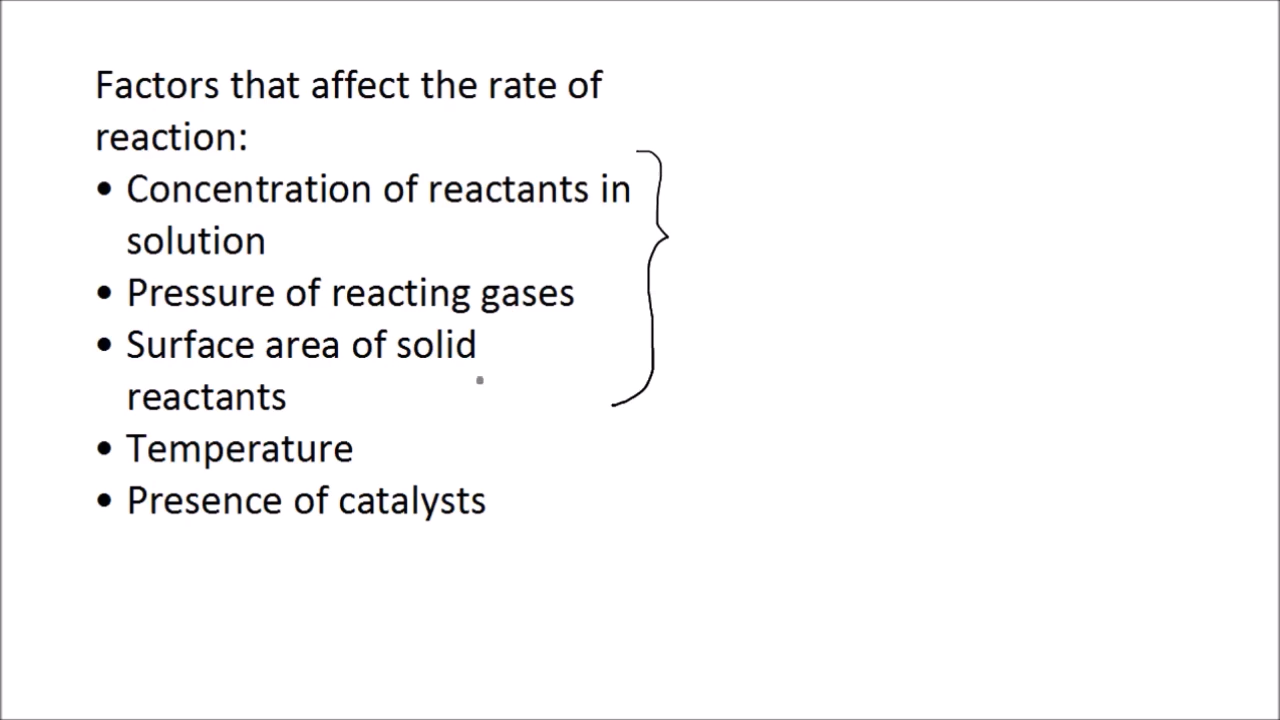 Factors that affect the rate of
reaction:
• Concentration of reactants in
solution
• Pressure of reacting gases
• Surface area of solid
reactants
• Temperature
• Presence of catalysts